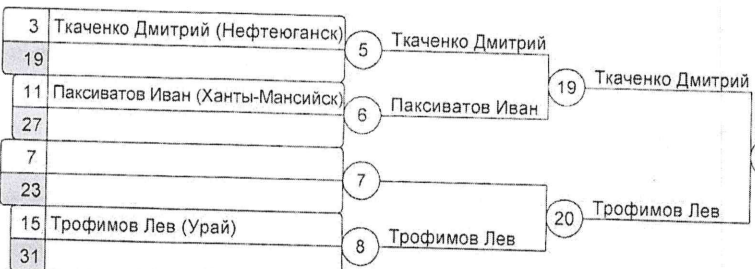 3 Ткаченко Дмитрий (Нефтеюганск)
19
5 Ткаченко Дмитрий
11 Паксиватов Иван (Ханты-Мансийск)
27
6 Паксиватов Иван
19 Ткаченко Дмитрий
7
23
7
15 Трофимов Лев (Урай)
31
8 Трофимов Лев
20 Трофимов Лев